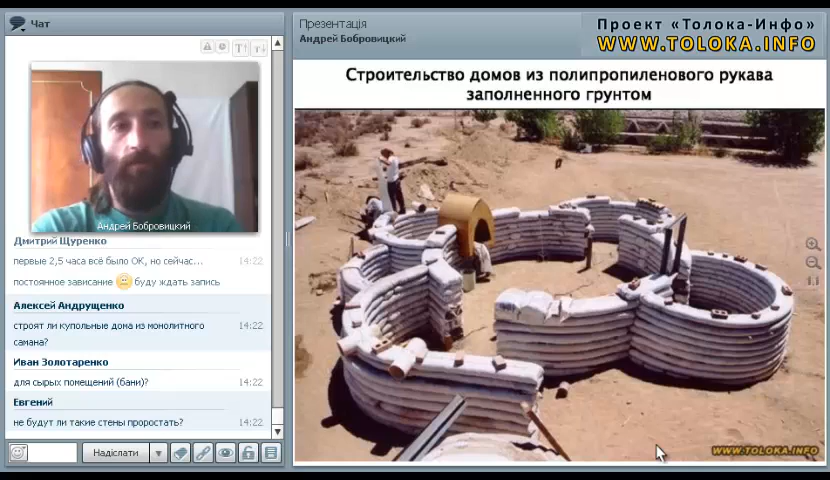 Чат
Презентація
Андрей Бобровицкий
Проект «Толока-Инфо»
WWW.TOLOKA.INFO
Строительство домов из полипропиленового рукава
заполненного грунтом
Андрей Бобровицкий
Дмитрий Щуренко
первые 2,5 часа всё было ОК, но сейчас... 14:22
постоянное зависание буду ждать запись
Алексей Андрущенко
строят ли купольные дома из монолитного 14:22
самана?
Иван Золотаренко
для сырых помещений (бани)? 14:22
Евгений
не будут ли такие стены проростать? 14:22
Надіслати
WWW.TOLOKA.INFO